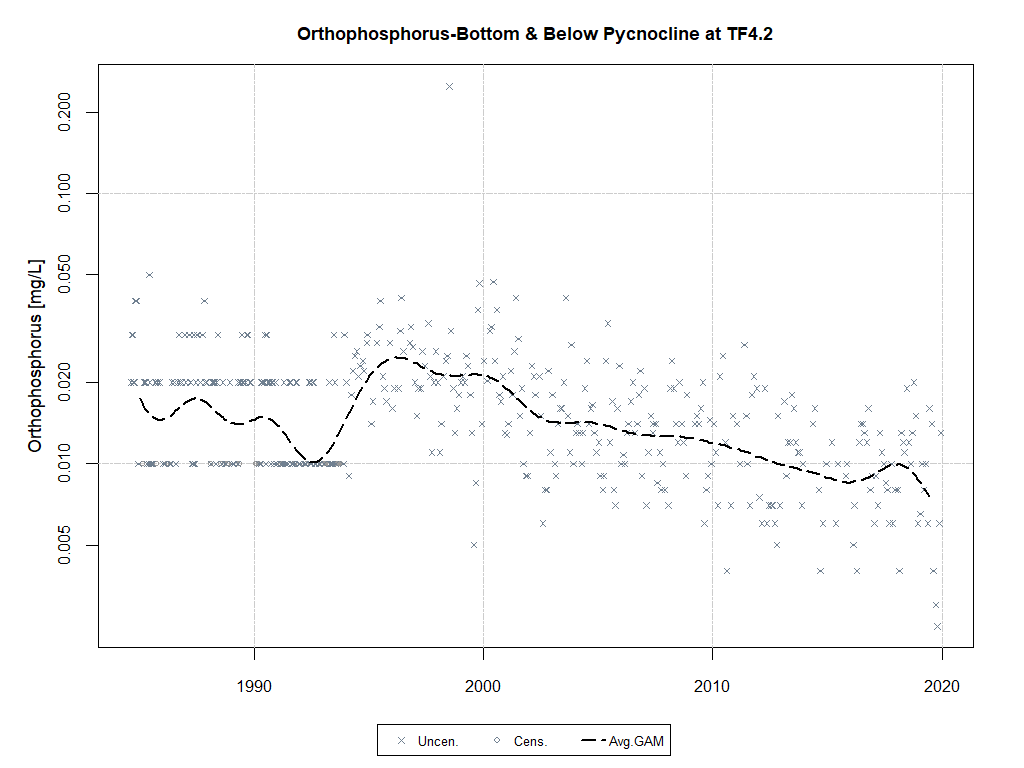 Orthophosphorus-Bottom & Below Pycnocline at TF4.2
Orthophosphorus [mg/L]
0.200
0.100
0.050
0.020
0.010
0.005
1990 2000 2010 2020
Uncen. Cens. Avg.GAM